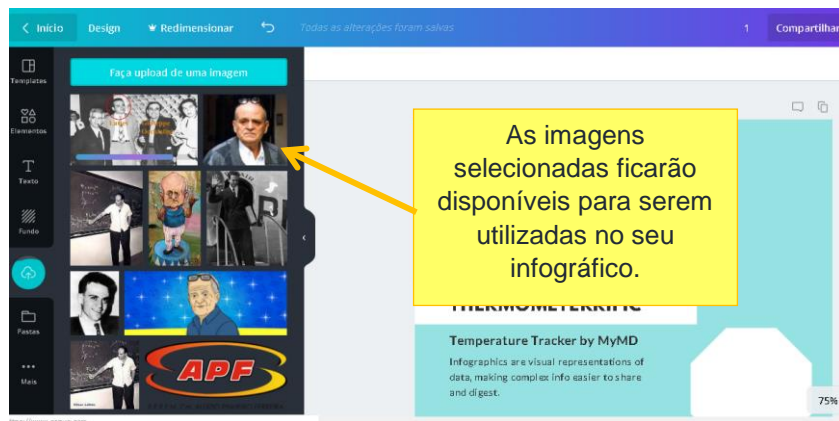 Início
Design
Redimensionar
Todas as alterações foram salvas
1
Compartilhar
Templates
Elementos
Texto
Fundo
Pastas
Mais
Faça upload de uma imagem
APF
As imagens
selecionadas ficarão
disponíveis para serem
utilizadas no seu
infográfico.
Temperature Tracker by MyMD
Infographics are visual representations of
data, making complex info easier to share
and digest.
75%